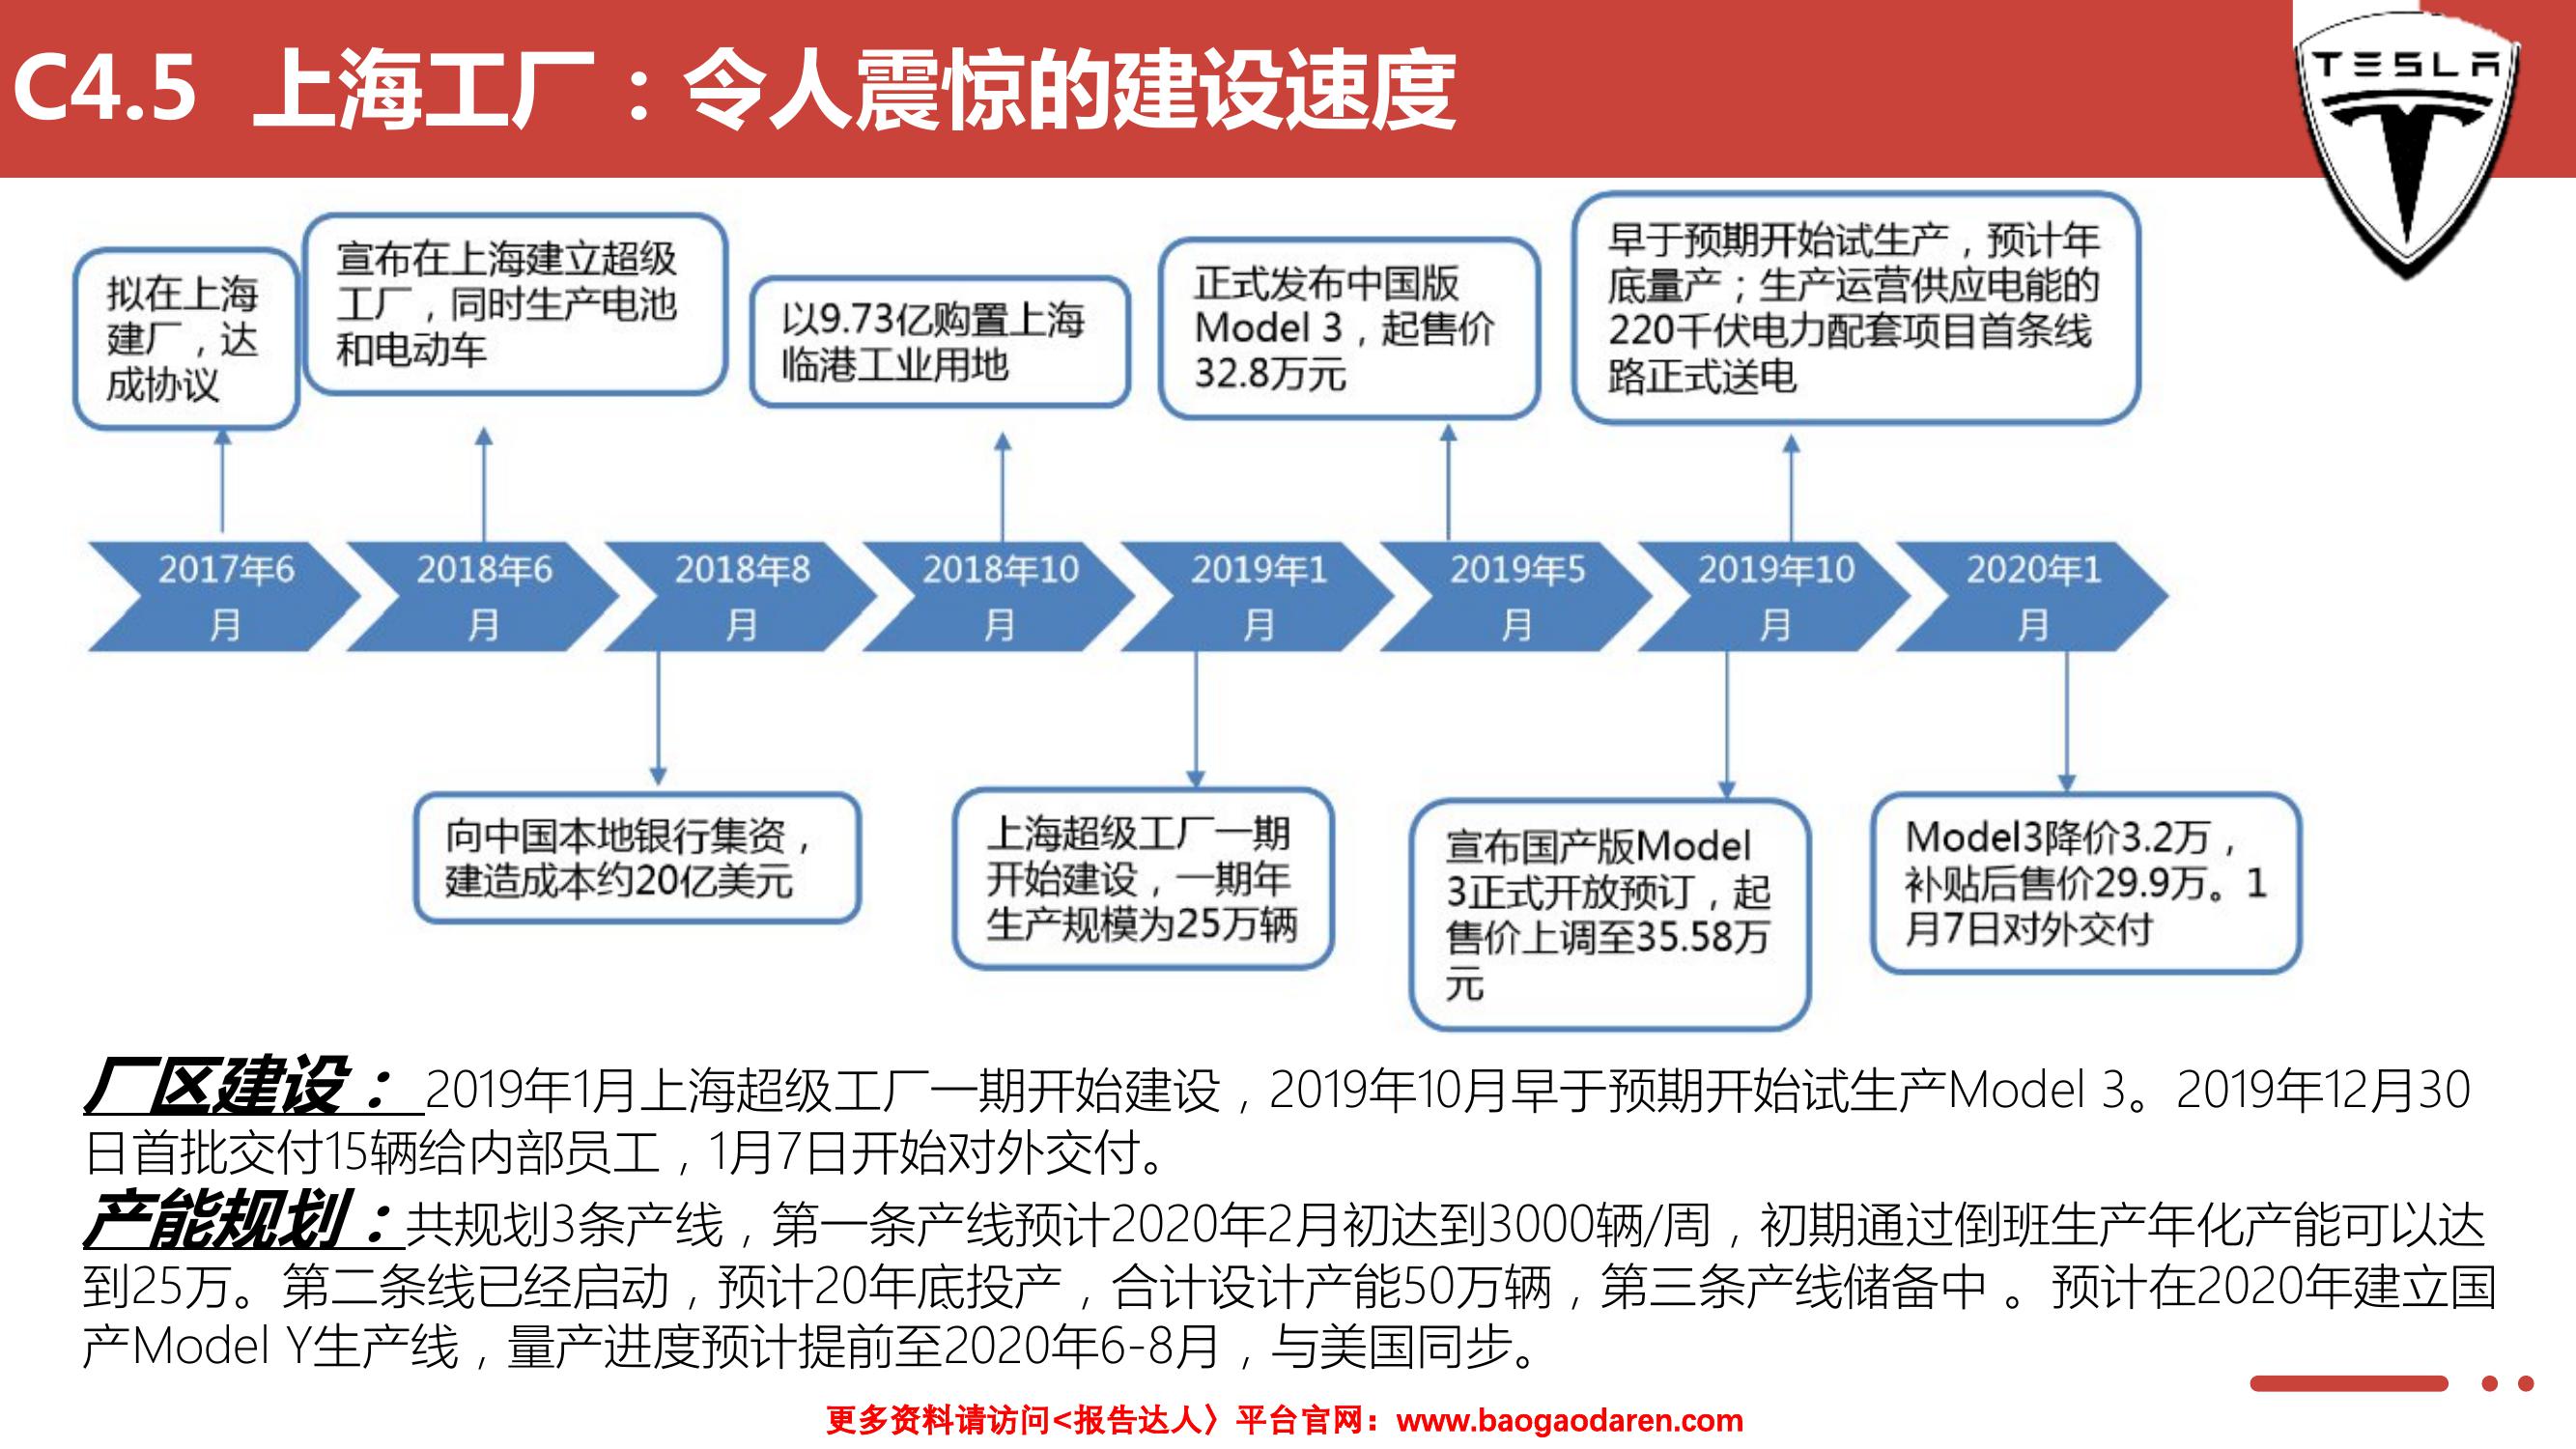 C4.5 上海工厂：令人震惊的建设速度
TESLA
拟在上海
建厂，达
成协议
宣布在上海建立超级
工厂，同时生产电池
和电动车
以9.73亿购置上海
临港工业用地
正式发布中国版
Model 3，起售价
32.8万元
早于预期开始试生产，预计年
底量产；生产运营供应电能的
220千伏电力配套项目首条线
路正式送电
2017年6
月
2018年6
月
2018年8
月
2018年10
月
2019年1
月
2019年5
月
2019年10
月
2020年1
月
向中国本地银行集资，
建造成本约20亿美元
上海超级工厂一期
开始建设，一期年
生产规模为25万辆
宣布国产版Model
3正式开放预订，起
售价上调至35.58万
元
Model3降价3.2万，
补贴后售价29.9万。1
月7日对外交付
厂区建设：2019年1月上海超级工厂一期开始建设，2019年10月早于预期开始试生产Model 3。2019年12月30
日首批交付15辆给内部员工，1月7日开始对外交付。
产能规划：共规划3条产线，第一条产线预计2020年2月初达到3000辆/周，初期通过倒班生产年化产能可以达
到25万。第二条线已经启动，预计20年底投产，合计设计产能50万辆，第三条产线储备中 。预计在2020年建立国
产Model Y生产线，量产进度预计提前至2020年6-8月，与美国同步。
更多资料请访问<报告达人〉平台官网：www.baogaodaren.com